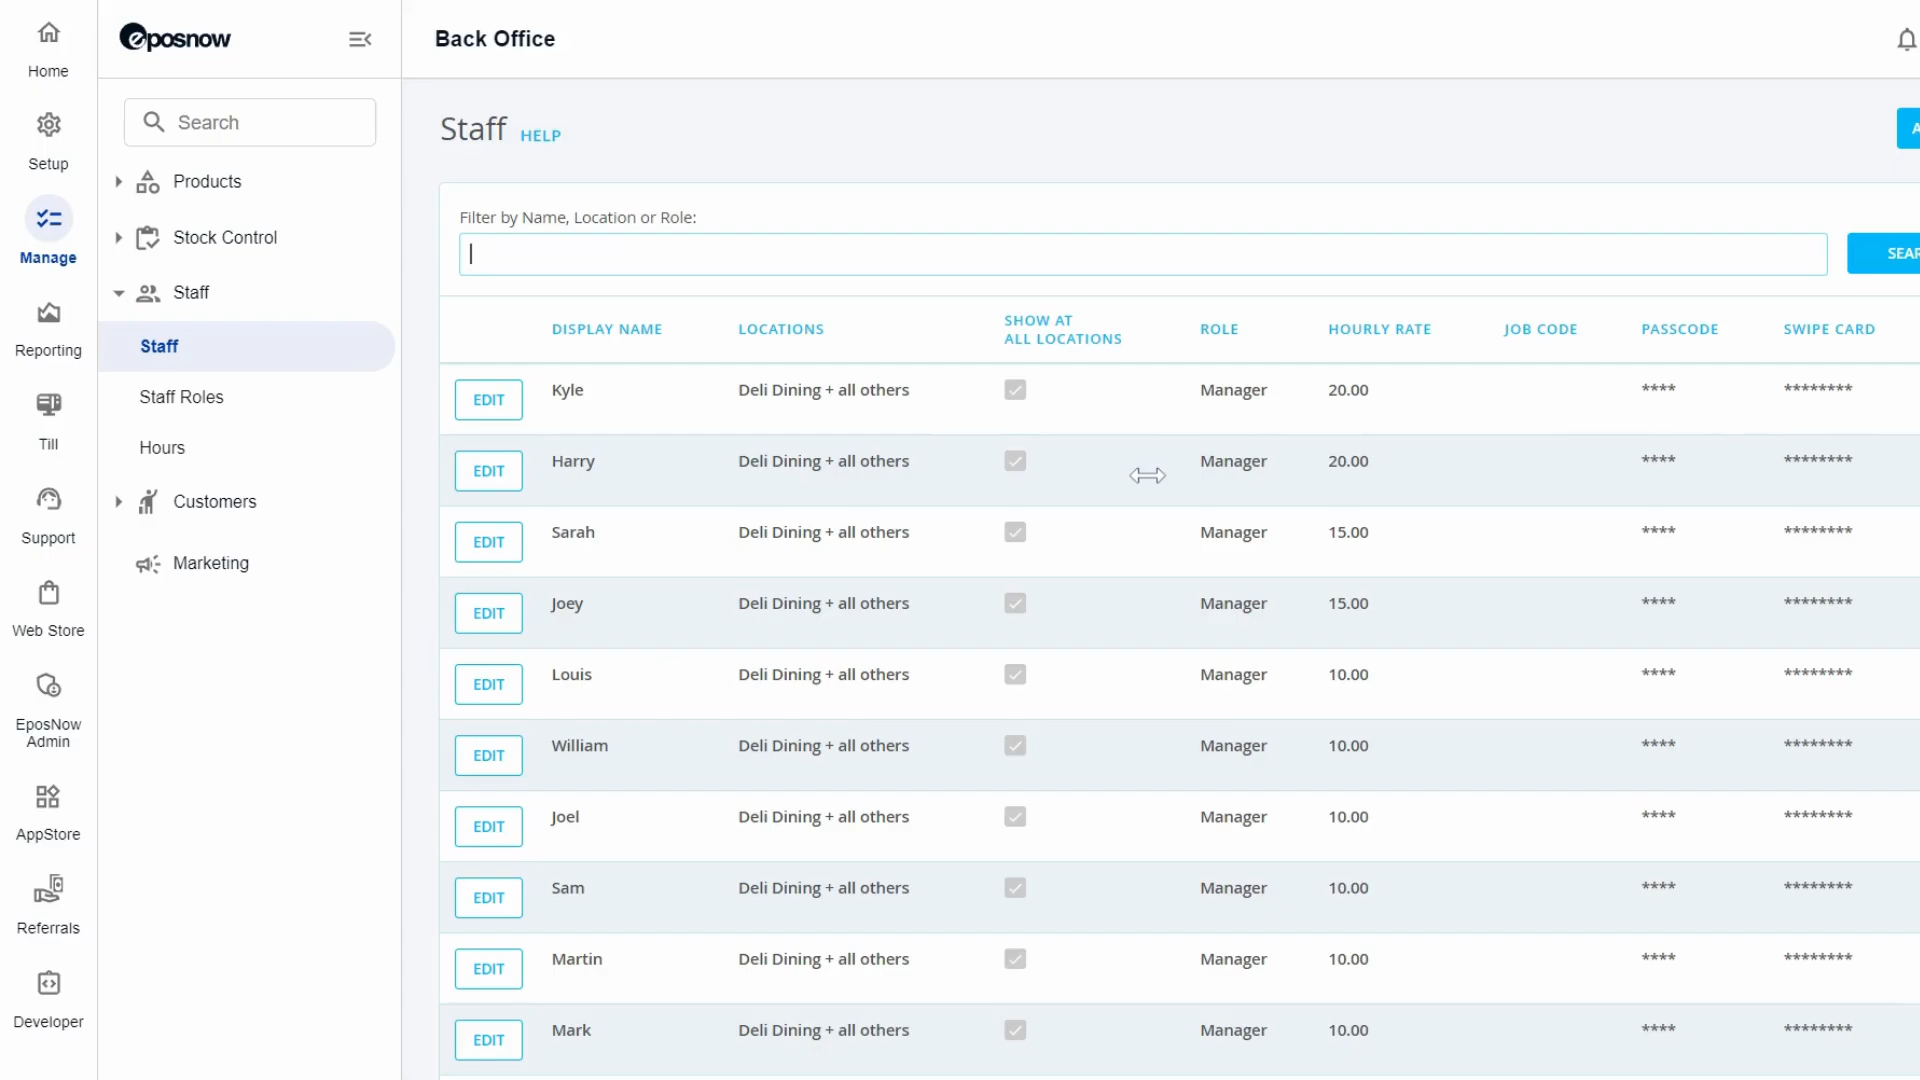 Home
Setup
Manage
Reporting
Till
Support
Web Store
EposNow
Admin
AppStore
Referrals
Developer
eposnow
Search
Products
Stock Control
Staff
Staff
Staff Roles
Hours
Customers
Marketing
Back Office
Staff HELP
A
Filter by Name, Location or Role:
SEAR
DISPLAY NAME LOCATIONS SHOW AT ALL LOCATIONS ROLE HOURLY RATE JOB CODE PASSCODE SWIPE CARD
EDIT Kyle Deli Dining + all others Manager 20.00 **** ********
EDIT Harry Deli Dining + all others Manager 20.00 **** ********
EDIT Sarah Deli Dining + all others Manager 15.00 **** ********
EDIT Joey Deli Dining + all others Manager 15.00 **** ********
EDIT Louis Deli Dining + all others Manager 10.00 **** ********
EDIT William Deli Dining + all others Manager 10.00 **** ********
EDIT Joel Deli Dining + all others Manager 10.00 **** ********
EDIT Sam Deli Dining + all others Manager 10.00 **** ********
EDIT Martin Deli Dining + all others Manager 10.00 **** ********
EDIT Mark Deli Dining + all others Manager 10.00 **** ********